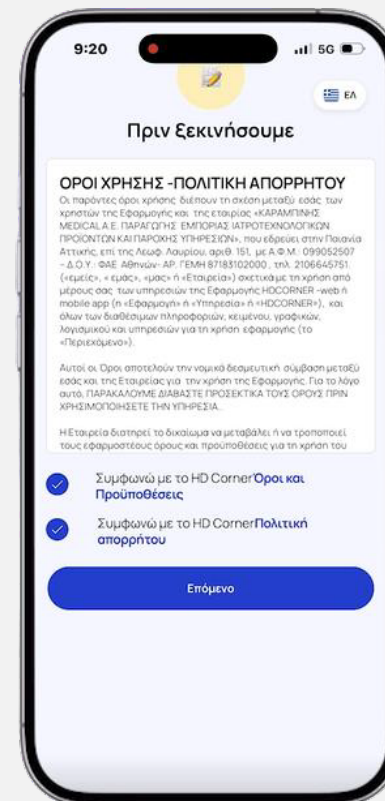 9:20
5G
ΕΛ
Πριν ξεκινήσουμε
ΟΡΟΙ ΧΡΗΣΗΣ -ΠΟΛΙΤΙΚΗ ΑΠΟΡΡΗΤΟΥ
Οι παρόντες όροι χρήσης διέπουν τη σχέση μεταξύ εσάς των
χρηστών της Εφαρμογής και της εταιρίας «ΚΑΡΑΜΠΙΝΗΣ
MEDICAL Α.Ε. ΠΑΡΑΓΩΓΗΣ ΕΜΠΟΡΙΑΣ ΙΑΤΡΟΤΕΧΝΟΛΟΓΙΚΩΝ
ΠΡΟΪΟΝΤΩΝ ΚΑΙ ΠΑΡΟΧΗΣ ΥΠΗΡΕΣΙΩΝ», που εδρεύει στην Παιανία
Αττικής, επί της Λεωφ. Λαυρίου, αριθ. 151, με Α.Φ.Μ.: 099052507
– Δ.Ο.Υ.: ΦΑΕ Αθηνών- ΑΡ. ΓΕΜΗ 87183102000 , τηλ. 2106645751.
(«εμείς», « εμάς», «μας» ή «Εταιρεία») σχετικά με τη χρήση από
μέρους σας των υπηρεσιών της Εφαρμογής HDCORNER -web ή
mobile app (η «Εφαρμογή» ή «Υπηρεσία» ή «HDCORNER»), και
όλων των διαθέσιμων πληροφοριών, κειμένου, γραφικών,
λογισμικού και υπηρεσιών για τη χρήση εφαρμογής (το
«Περιεχόμενο»).
Αυτοί οι Όροι αποτελούν την νομικά δεσμευτική σύμβαση μεταξύ
εσάς και της Εταιρείας για την χρήση της Εφαρμογής. Για το λόγο
αυτό, ΠΑΡΑΚΑΛΟΥΜΕ ΔΙΑΒΑΣΤΕ ΠΡΟΣΕΚΤΙΚΑ ΤΟΥΣ ΟΡΟΥΣ ΠΡΙΝ
ΧΡΗΣΙΜΟΠΟΙΗΣΕΤΕ ΤΗΝ ΥΠΗΡΕΣΙΑ.
Η Εταιρεία διατηρεί το δικαίωμα να μεταβάλει ή να τροποποιεί
τους εφαρμοστέους όρους και προϋποθέσεις για τη χρήση του
Συμφωνώ με το HD CornerΌροι και
Προϋποθέσεις
Συμφωνώ με το HD CornerΠολιτική
απορρήτου
Επόμενο